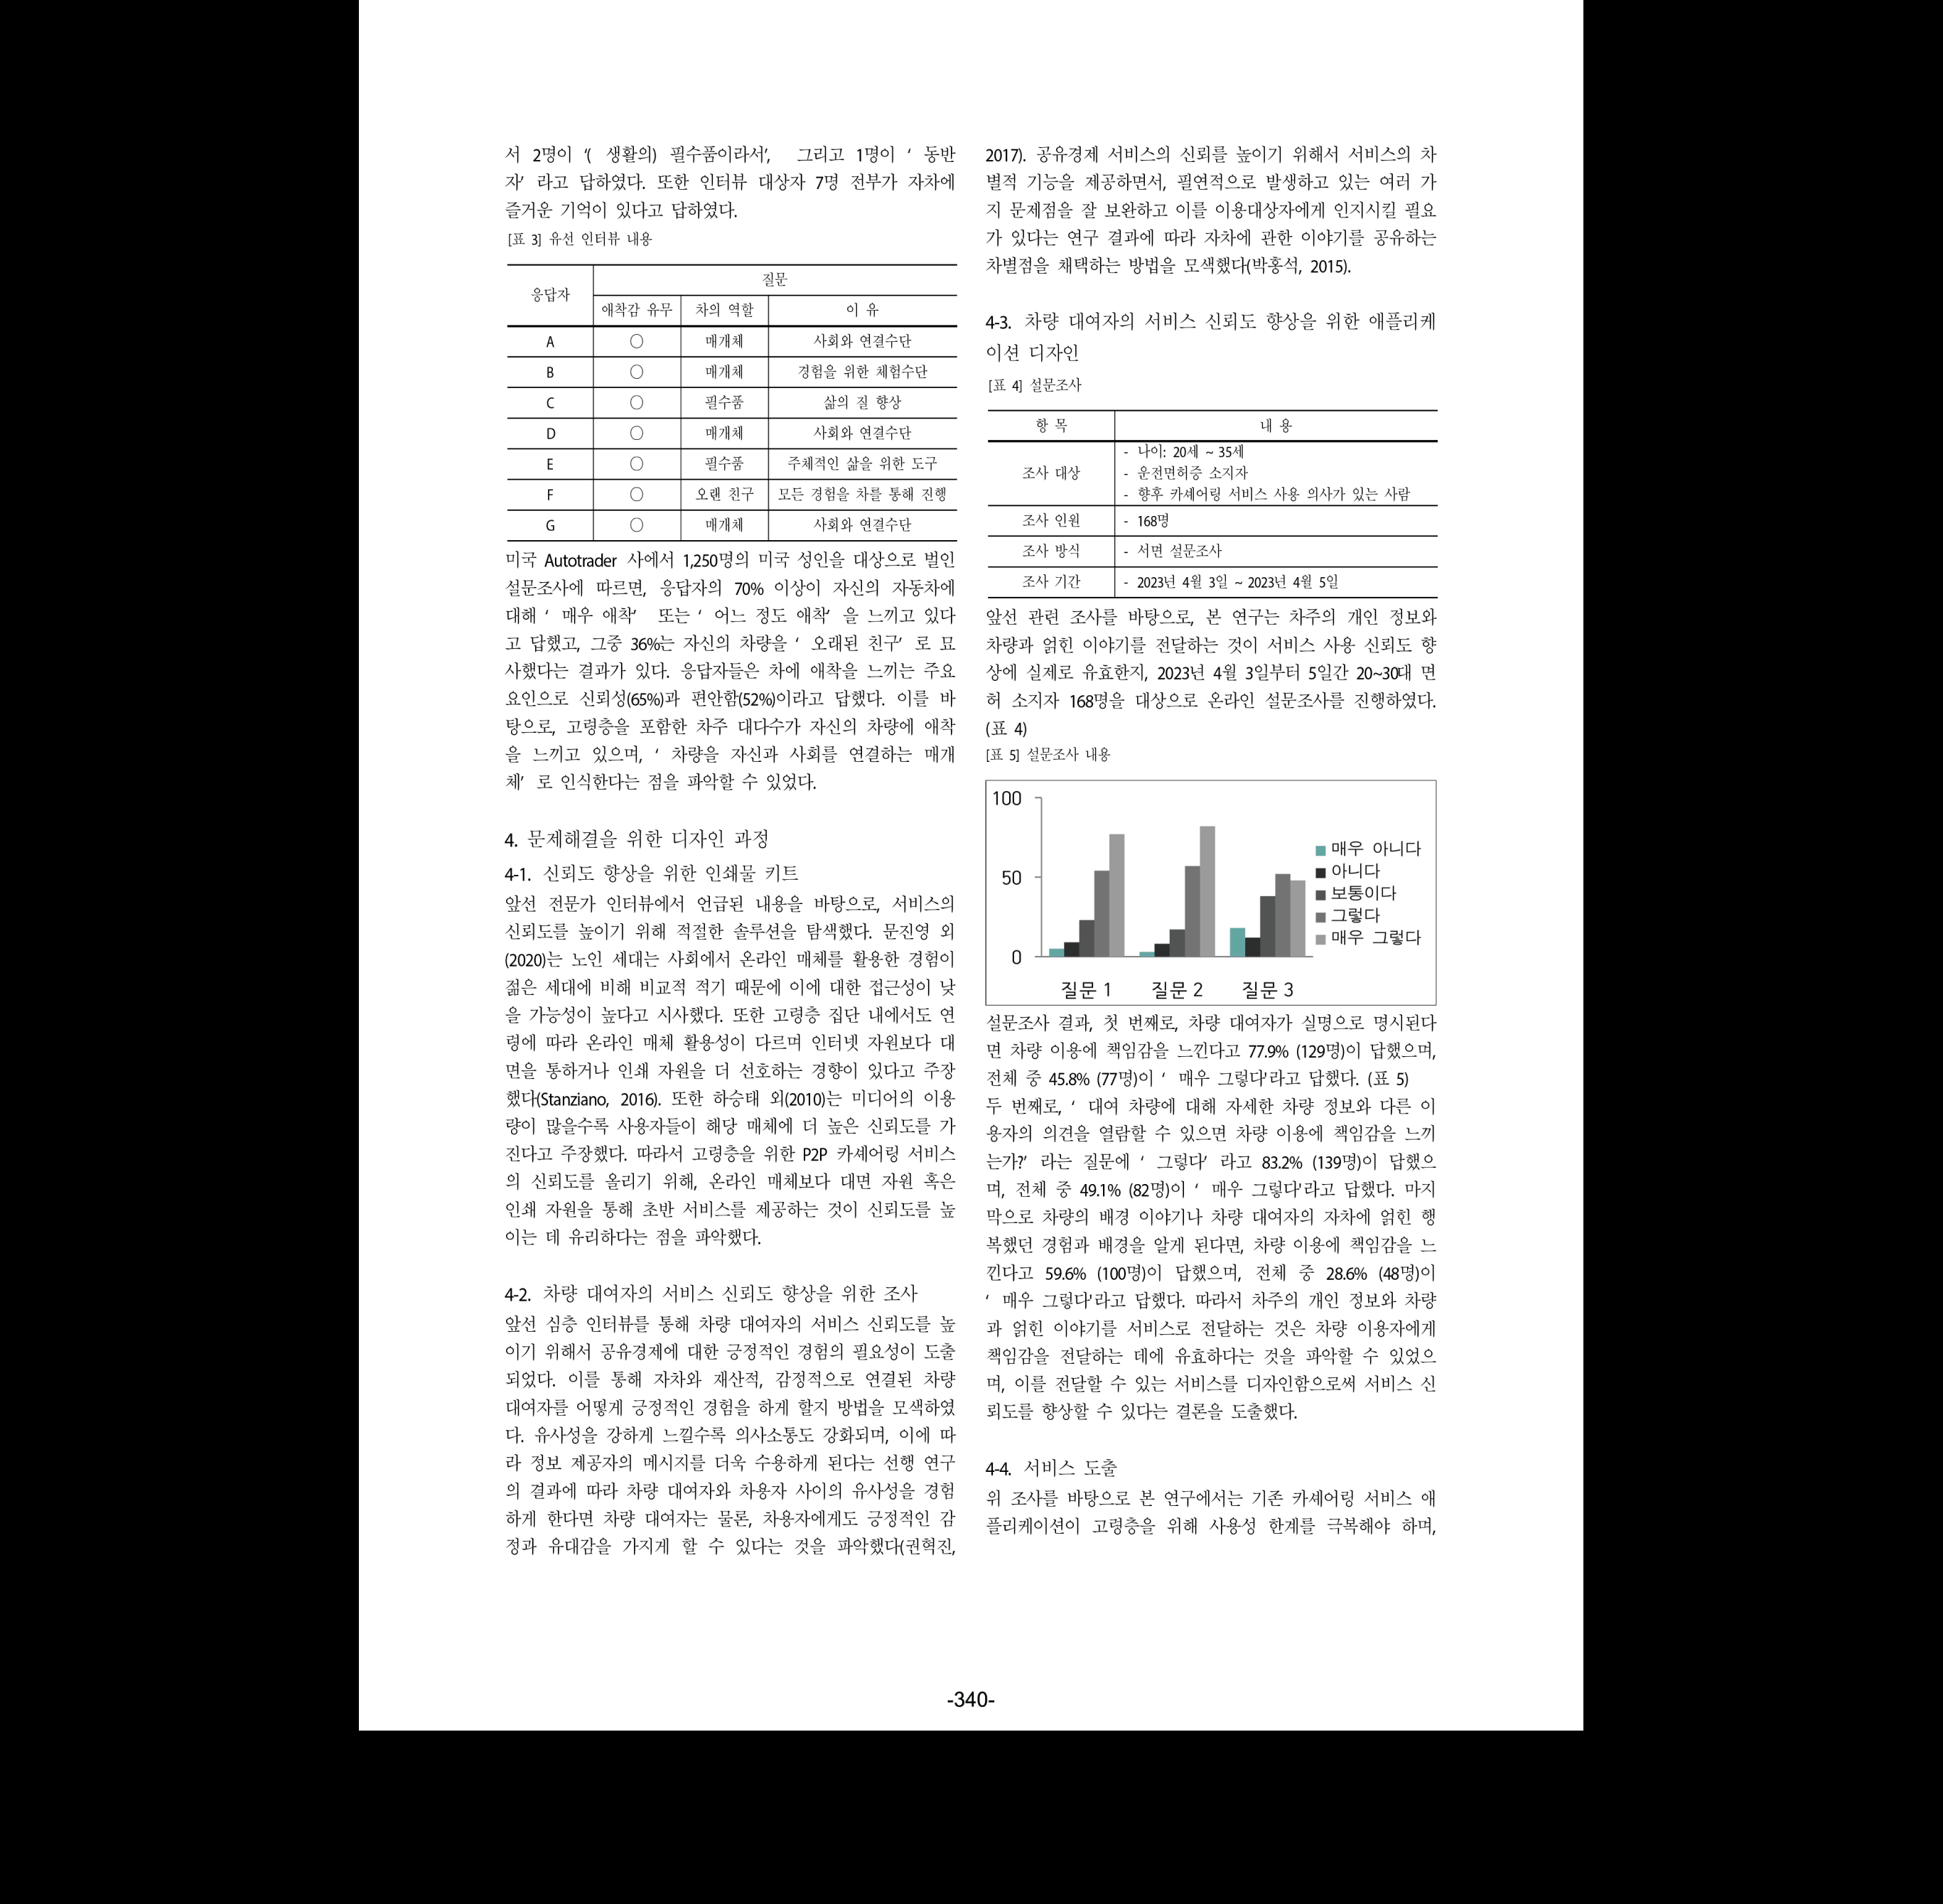 서 2명이 '( 생활의) 필수품이라서', 그리고 1명이 ' 동반
자' 라고 답하였다. 또한 인터뷰 대상자 7명 전부가 자차에
즐거운 기억이 있다고 답하였다.
[표 3] 유선 인터뷰 내용
응답자 질문
애착감 유무 차의 역할 이 유
A ○ 매개체 사회와 연결수단
B ○ 매개체 경험을 위한 체험수단
C ○ 필수품 삶의 질 향상
D ○ 매개체 사회와 연결수단
E ○ 필수품 주체적인 삶을 위한 도구
F ○ 오랜 친구 모든 경험을 차를 통해 진행
G ○ 매개체 사회와 연결수단
미국 Autotrader 사에서 1,250명의 미국 성인을 대상으로 벌인
설문조사에 따르면, 응답자의 70% 이상이 자신의 자동차에
대해 ' 매우 애착' 또는 ' 어느 정도 애착' 을 느끼고 있다
고 답했고, 그중 36%는 자신의 차량을 ' 오래된 친구' 로 묘
사했다는 결과가 있다. 응답자들은 차에 애착을 느끼는 주요
요인으로 신뢰성(65%)과 편안함(52%)이라고 답했다. 이를 바
탕으로, 고령층을 포함한 차주 대다수가 자신의 차량에 애착
을 느끼고 있으며, ' 차량을 자신과 사회를 연결하는 매개
체' 로 인식한다는 점을 파악할 수 있었다.
4. 문제해결을 위한 디자인 과정
4-1. 신뢰도 향상을 위한 인쇄물 키트
앞선 전문가 인터뷰에서 언급된 내용을 바탕으로, 서비스의
신뢰도를 높이기 위해 적절한 솔루션을 탐색했다. 문진영 외
(2020)는 노인 세대는 사회에서 온라인 매체를 활용한 경험이
젊은 세대에 비해 비교적 적기 때문에 이에 대한 접근성이 낮
을 가능성이 높다고 시사했다. 또한 고령층 집단 내에서도 연
령에 따라 온라인 매체 활용성이 다르며 인터넷 자원보다 대
면을 통하거나 인쇄 자원을 더 선호하는 경향이 있다고 주장
했다(Stanziano, 2016). 또한 하승태 외(2010)는 미디어의 이용
량이 많을수록 사용자들이 해당 매체에 더 높은 신뢰도를 가
진다고 주장했다. 따라서 고령층을 위한 P2P 카셰어링 서비스
의 신뢰도를 올리기 위해, 온라인 매체보다 대면 자원 혹은
인쇄 자원을 통해 초반 서비스를 제공하는 것이 신뢰도를 높
이는 데 유리하다는 점을 파악했다.
4-2. 차량 대여자의 서비스 신뢰도 향상을 위한 조사
앞선 심층 인터뷰를 통해 차량 대여자의 서비스 신뢰도를 높
이기 위해서 공유경제에 대한 긍정적인 경험의 필요성이 도출
되었다. 이를 통해 자차와 재산적, 감정적으로 연결된 차량
대여자를 어떻게 긍정적인 경험을 하게 할지 방법을 모색하였
다. 유사성을 강하게 느낄수록 의사소통도 강화되며, 이에 따
라 정보 제공자의 메시지를 더욱 수용하게 된다는 선행 연구
의 결과에 따라 차량 대여자와 차용자 사이의 유사성을 경험
하게 한다면 차량 대여자는 물론, 차용자에게도 긍정적인 감
정과 유대감을 가지게 할 수 있다는 것을 파악했다(권혁진,
2017). 공유경제 서비스의 신뢰를 높이기 위해서 서비스의 차
별적 기능을 제공하면서, 필연적으로 발생하고 있는 여러 가
지 문제점을 잘 보완하고 이를 이용대상자에게 인지시킬 필요
가 있다는 연구 결과에 따라 자차에 관한 이야기를 공유하는
차별점을 채택하는 방법을 모색했다(박홍석, 2015).
4-3. 차량 대여자의 서비스 신뢰도 향상을 위한 애플리케
이션 디자인
[표 4] 설문조사
항 목 내 용
조사 대상 - 나이: 20세 ~ 35세
- 운전면허증 소지자
- 향후 카셰어링 서비스 사용 의사가 있는 사람
조사 인원 - 168명
조사 방식 - 서면 설문조사
조사 기간 - 2023년 4월 3일 ~ 2023년 4월 5일
앞선 관련 조사를 바탕으로, 본 연구는 차주의 개인 정보와
차량과 얽힌 이야기를 전달하는 것이 서비스 사용 신뢰도 향
상에 실제로 유효한지, 2023년 4월 3일부터 5일간 20~30대 면
허 소지자 168명을 대상으로 온라인 설문조사를 진행하였다.
(표 4)
[표 5] 설문조사 내용
100
50
0
질문 1 질문 2 질문 3
매우 아니다
아니다
보통이다
그렇다
매우 그렇다
설문조사 결과, 첫 번째로, 차량 대여자가 실명으로 명시된다
면 차량 이용에 책임감을 느낀다고 77.9% (129명)이 답했으며,
전체 중 45.8% (77명)이 ' 매우 그렇다'라고 답했다. (표 5)
두 번째로, ' 대여 차량에 대해 자세한 차량 정보와 다른 이
용자의 의견을 열람할 수 있으면 차량 이용에 책임감을 느끼
는가?' 라는 질문에 ' 그렇다' 라고 83.2% (139명)이 답했으
며, 전체 중 49.1% (82명)이 ' 매우 그렇다'라고 답했다. 마지
막으로 차량의 배경 이야기나 차량 대여자의 자차에 얽힌 행
복했던 경험과 배경을 알게 된다면, 차량 이용에 책임감을 느
낀다고 59.6% (100명)이 답했으며, 전체 중 28.6% (48명)이
' 매우 그렇다'라고 답했다. 따라서 차주의 개인 정보와 차량
과 얽힌 이야기를 서비스로 전달하는 것은 차량 이용자에게
책임감을 전달하는 데에 유효하다는 것을 파악할 수 있었으
며, 이를 전달할 수 있는 서비스를 디자인함으로써 서비스 신
뢰도를 향상할 수 있다는 결론을 도출했다.
4-4. 서비스 도출
위 조사를 바탕으로 본 연구에서는 기존 카셰어링 서비스 애
플리케이션이 고령층을 위해 사용성 한계를 극복해야 하며,
-340-